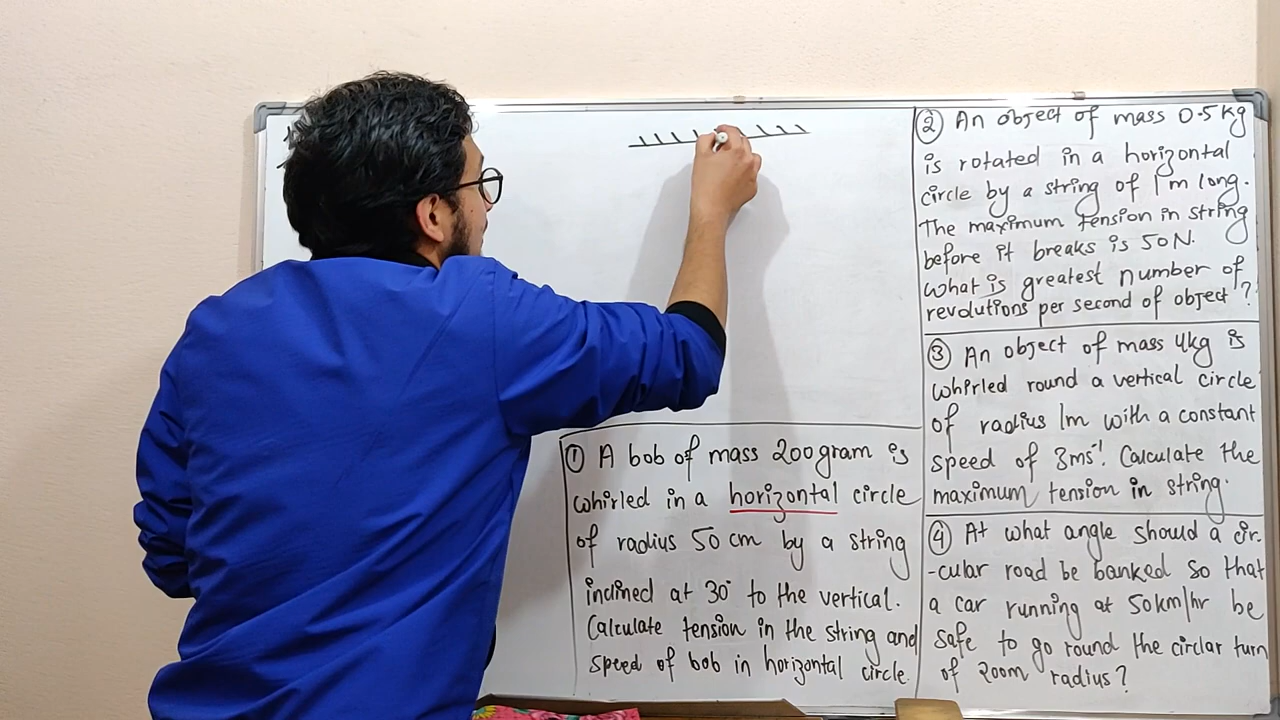 ① A bob of mass 200gram is
whirled in a horizontal circle
of radius 50 cm by a string
inclined at 30° to the vertical.
Calculate tension in the string and
speed of bob in horizontal circle.
② An object of mass 0.5kg
is rotated in a horizontal
circle by a string of 1m long.
The maximum tension in string
before it breaks is 50N.
what is greatest number of
revolutions per second of object?
③ An object of mass 4kg is
whirled round a vertical circle
of radius 1m with a constant
speed of 3ms⁻¹. Calculate the
maximum tension in string.
④ At what angle should a cir-
-cular road be banked so that
a car running at 50km/hr be
safe to go round the circlar turn
of 200m radius?